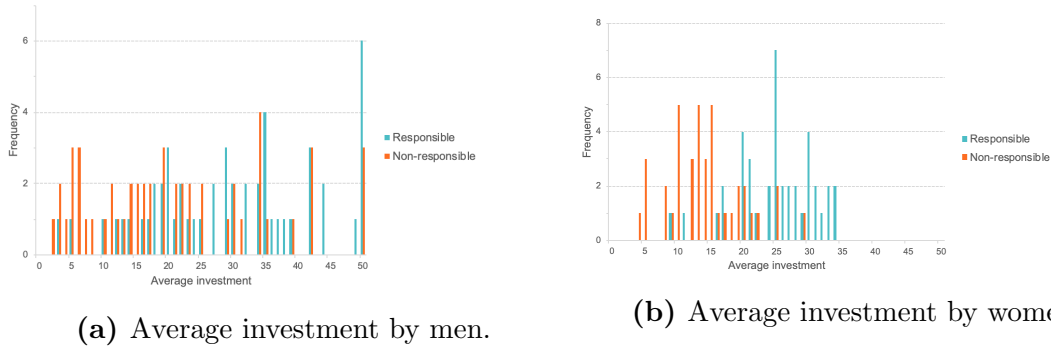 6
4
2
0
Frequency
0 5 10 15 20 25 30 35 40 45 50
Average investment
Responsible
Non-responsible
(a) Average investment by men.
8
6
4
2
0
Frequency
0 5 10 15 20 25 30 35 40 45 50
Average investment
Responsible
Non-responsible
(b) Average investment by wome